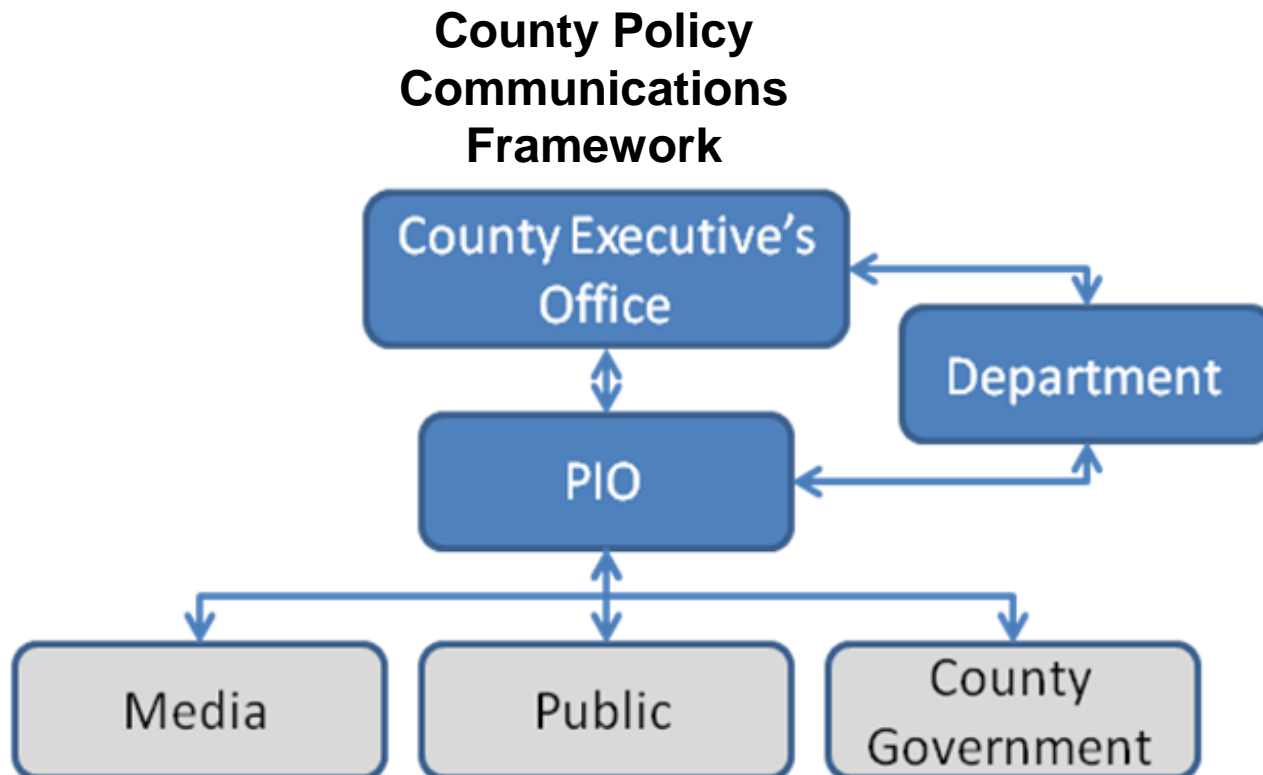 County Policy
Communications
Framework
County Executive’s
Office
Department
PIO
Media
Public
County
Government